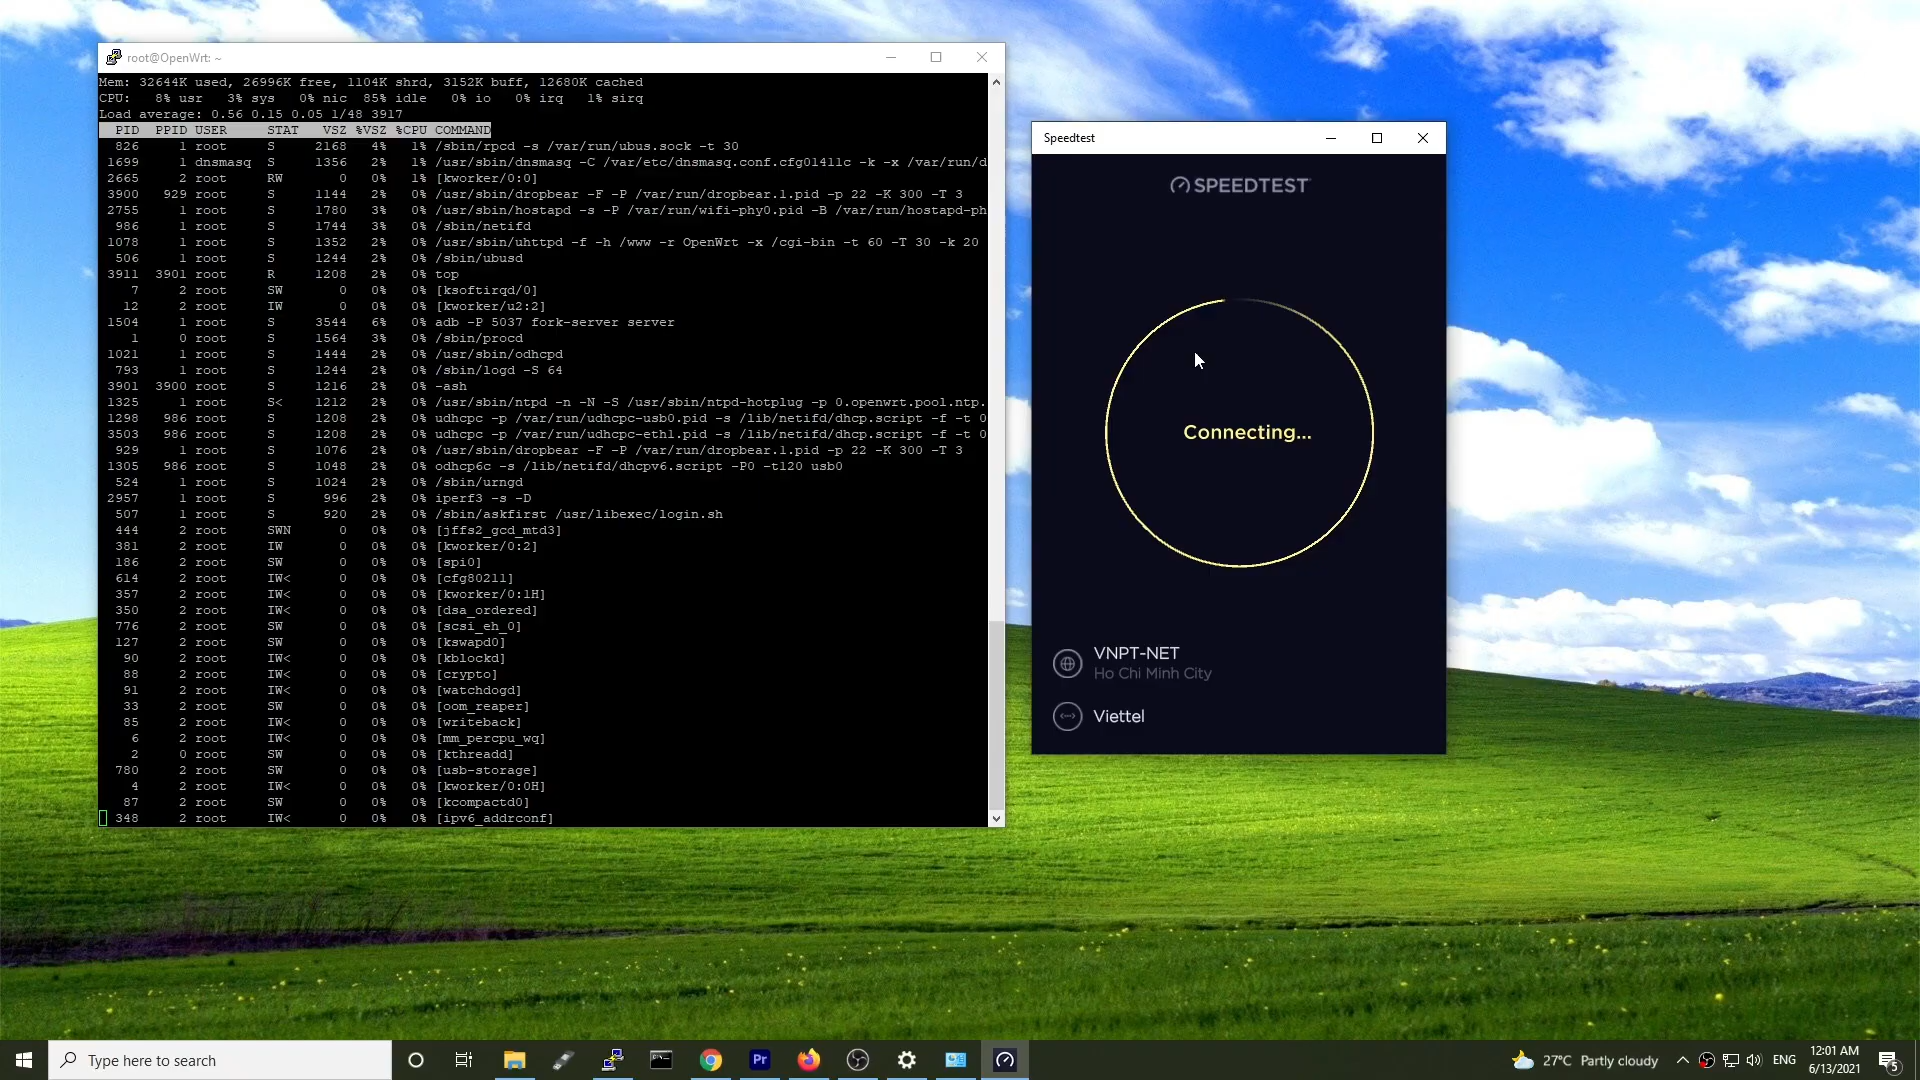 root@OpenWrt: ~
Mem: 32644K used, 26996K free, 1104K shrd, 3152K buff, 12680K cached
CPU:   8% usr   3% sys   0% nic  85% idle   0% io   0% irq   1% sirq
Load average: 0.56 0.15 0.05 1/48 3917
PID  PPID USER     STAT   VSZ %VSZ %CPU COMMAND
826     1 root     S     2168   4%   1% /sbin/rpcd -s /var/run/ubus.sock -t 30
1699     1 dnsmasq  S     1356   2%   1% /usr/sbin/dnsmasq -C /var/etc/dnsmasq.conf.cfg01411c -k -x /var/run/d
2665     2 root     RW       0   0%   1% [kworker/0:0]
3900   929 root     S     1144   2%   0% /usr/sbin/dropbear -F -P /var/run/dropbear.1.pid -p 22 -K 300 -T 3
2755     1 root     S     1780   3%   0% /usr/sbin/hostapd -s -P /var/run/wifi-phy0.pid -B /var/run/hostapd-ph
986     1 root     S     1744   3%   0% /sbin/netifd
1078     1 root     S     1352   2%   0% /usr/sbin/uhttpd -f -h /www -r OpenWrt -x /cgi-bin -t 60 -T 30 -k 20
506     1 root     S     1244   2%   0% /sbin/ubusd
3911  3901 root     R     1208   2%   0% top
7     2 root     SW       0   0%   0% [ksoftirqd/0]
12     2 root     IW       0   0%   0% [kworker/u2:2]
1504     1 root     S     3544   6%   0% adb -P 5037 fork-server server
1     0 root     S     1564   3%   0% /sbin/procd
1021     1 root     S     1444   2%   0% /usr/sbin/odhcpd
793     1 root     S     1244   2%   0% /sbin/logd -S 64
3901  3900 root     S     1216   2%   0% -ash
1325     1 root     S<    1212   2%   0% /usr/sbin/ntpd -n -N -S /usr/sbin/ntpd-hotplug -p 0.openwrt.pool.ntp.
1298   986 root     S     1208   2%   0% udhcpc -p /var/run/udhcpc-usb0.pid -s /lib/netifd/dhcp.script -f -t 0
3503   986 root     S     1208   2%   0% udhcpc -p /var/run/udhcpc-eth1.pid -s /lib/netifd/dhcp.script -f -t 0
929     1 root     S     1076   2%   0% /usr/sbin/dropbear -F -P /var/run/dropbear.1.pid -p 22 -K 300 -T 3
1305   986 root     S     1048   2%   0% odhcp6c -s /lib/netifd/dhcpv6.script -P0 -t120 usb0
524     1 root     S     1024   2%   0% /sbin/urngd
2957     1 root     S      996   2%   0% iperf3 -s -D
507     1 root     S      920   2%   0% /sbin/askfirst /usr/libexec/login.sh
444     2 root     SWN      0   0%   0% [jffs2_gcd_mtd3]
381     2 root     IW       0   0%   0% [kworker/0:2]
186     2 root     SW       0   0%   0% [spi0]
614     2 root     IW<      0   0%   0% [cfg80211]
357     2 root     IW<      0   0%   0% [kworker/0:1H]
350     2 root     IW<      0   0%   0% [dsa_ordered]
776     2 root     SW       0   0%   0% [scsi_eh_0]
127     2 root     SW       0   0%   0% [kswapd0]
90     2 root     IW<      0   0%   0% [kblockd]
88     2 root     IW<      0   0%   0% [crypto]
91     2 root     IW<      0   0%   0% [watchdogd]
33     2 root     SW       0   0%   0% [oom_reaper]
85     2 root     IW<      0   0%   0% [writeback]
6     2 root     IW<      0   0%   0% [mm_percpu_wq]
2     0 root     SW       0   0%   0% [kthreadd]
780     2 root     SW       0   0%   0% [usb-storage]
4     2 root     IW<      0   0%   0% [kworker/0:0H]
87     2 root     SW       0   0%   0% [kcompactd0]
348     2 root     IW<      0   0%   0% [ipv6_addrconf]
Speedtest
SPEEDTEST
Connecting...
VNPT-NET
Ho Chi Minh City
Viettel
Type here to search
Pr
27°C Partly cloudy
ENG
12:01 AM
6/13/2021
5